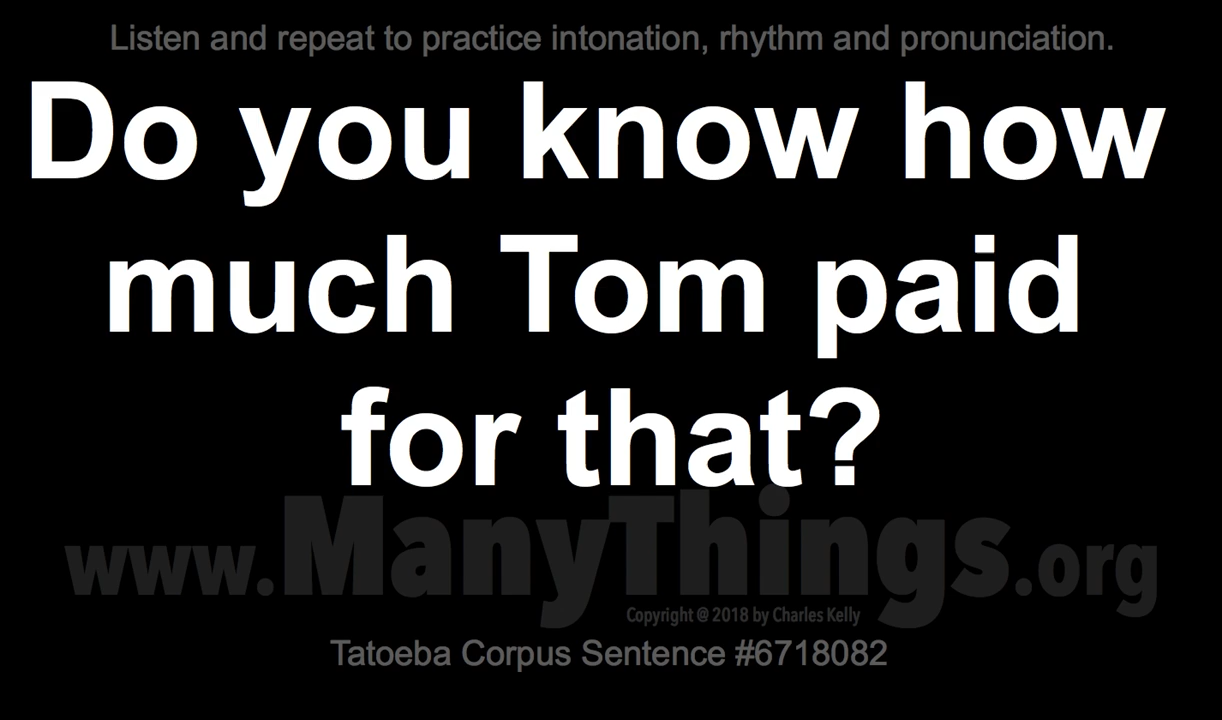 Listen and repeat to practice intonation, rhythm and pronunciation.
Do you know how
much Tom paid
for that?
www.ManyThings.org
Copyright @ 2018 by Charles Kelly
Tatoeba Corpus Sentence #6718082